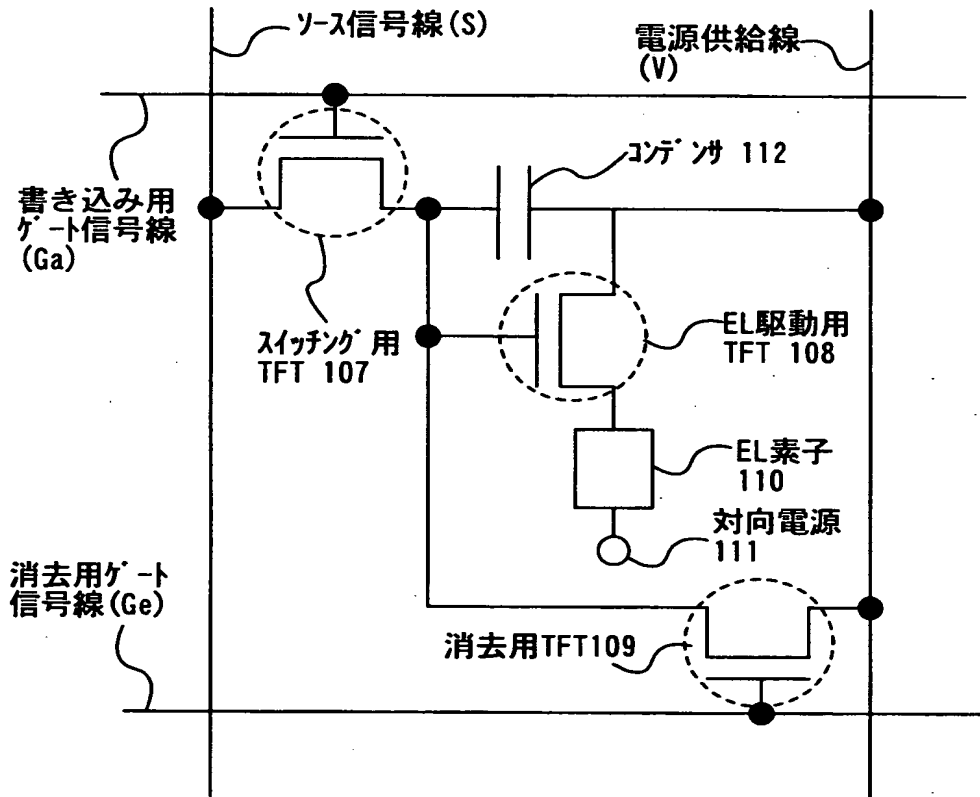 ｿｰｽ信号線(S)
電源供給線
(V)
コンデンサ 112
書き込み用
ｹﾞｰﾄ信号線
(Ga)
ｽｲｯﾁﾝｸﾞ用
TFT 107
EL駆動用
TFT 108
EL素子
110
対向電源
111
消去用ｹﾞｰﾄ
信号線(Ge)
消去用TFT109